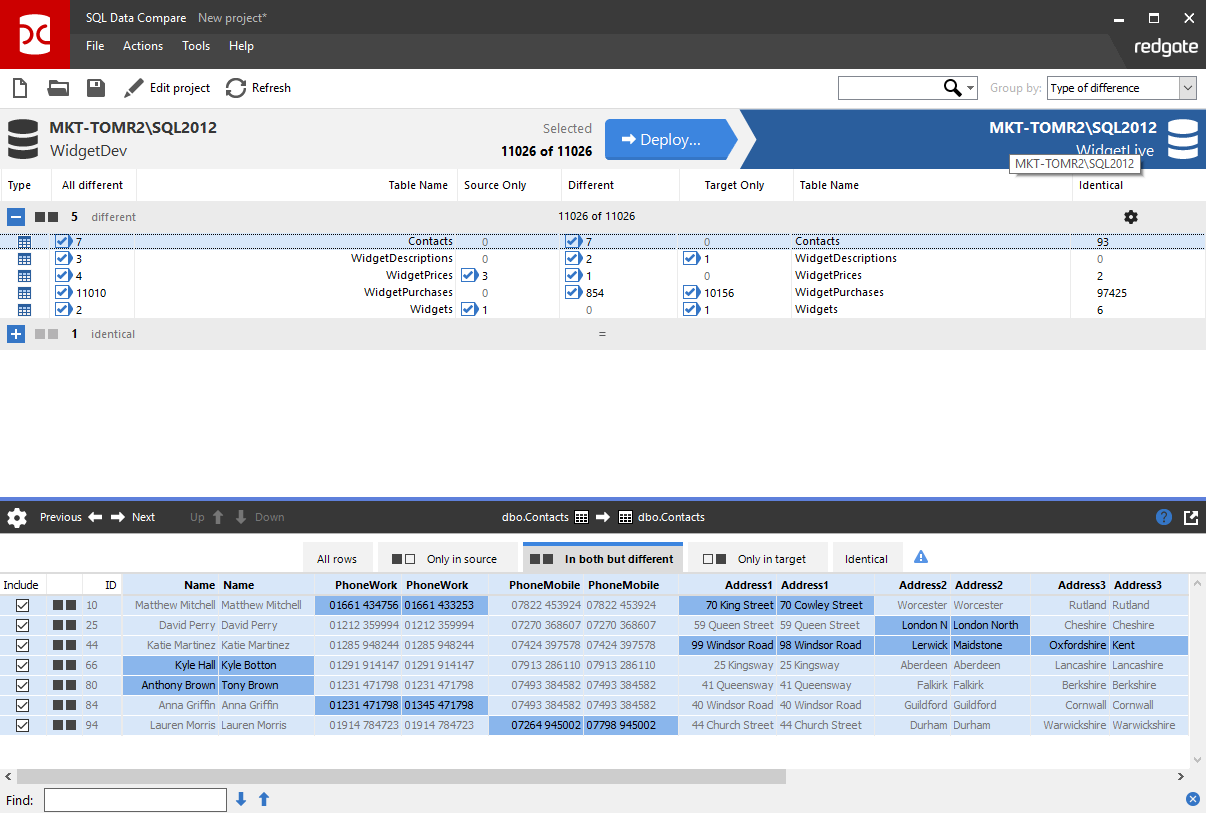 SQL Data Compare New project*
File Actions Tools Help
redgate
Edit project Refresh Group by: Type of difference
MKT-TOMR2\SQL2012 Selected Deploy... MKT-TOMR2\SQL2012
WidgetDev 11026 of 11026 WidgetLive
MKT-TOMR2\SQL2012
Type All different Table Name Source Only Different Target Only Table Name Identical
5 different 11026 of 11026
7 Contacts 0 7 0 Contacts 93
3 WidgetDescriptions 0 2 1 WidgetDescriptions 0
4 WidgetPrices 3 1 0 WidgetPrices 2
11010 WidgetPurchases 0 854 10156 WidgetPurchases 97425
2 Widgets 1 0 1 Widgets 6
1 identical =
Previous Next Up Down dbo.Contacts dbo.Contacts ?
All rows Only in source In both but different Only in target Identical
Include ID Name Name PhoneWork PhoneWork PhoneMobile PhoneMobile Address1 Address1 Address2 Address2 Address3 Address3
10 Matthew Mitchell Matthew Mitchell 01661 434756 01661 433253 07822 453924 07822 453924 70 King Street 70 Cowley Street Worcester Worcester Rutland Rutland
25 David Perry David Perry 01212 359994 01212 359994 07270 368607 07270 368607 59 Queen Street 59 Queen Street London N London North Cheshire Cheshire
44 Katie Martinez Katie Martinez 01285 948244 01285 948244 07424 397578 07424 397578 99 Windsor Road 98 Windsor Road Lerwick Maidstone Oxfordshire Kent
66 Kyle Hall Kyle Botton 01291 914147 01291 914147 07913 286110 07913 286110 25 Kingsway 25 Kingsway Aberdeen Aberdeen Lancashire Lancashire
80 Anthony Brown Tony Brown 01231 471798 01231 471798 07493 384582 07493 384582 41 Queensway 41 Queensway Falkirk Falkirk Berkshire Berkshire
84 Anna Griffin Anna Griffin 01231 471798 01345 471798 07493 384582 07493 384582 40 Windsor Road 40 Windsor Road Guildford Guildford Cornwall Cornwall
94 Lauren Morris Lauren Morris 01914 784723 01914 784723 07264 945002 07798 945002 44 Church Street 44 Church Street Durham Durham Warwickshire Warwickshire
Find: